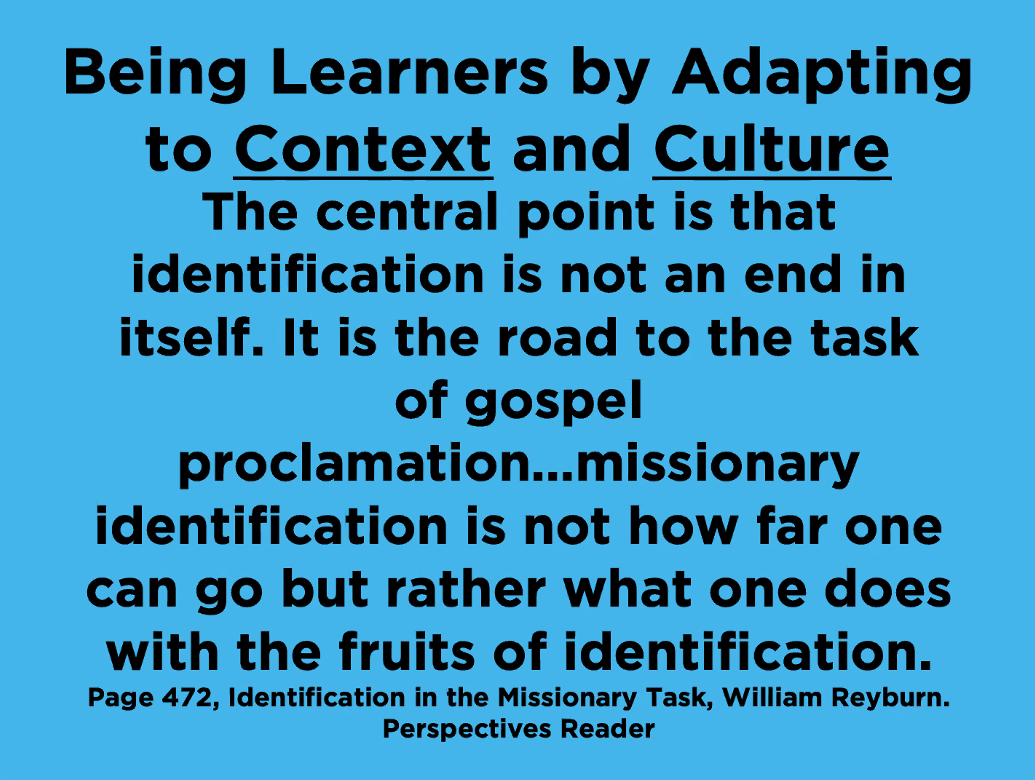 Being Learners by Adapting
to Context and Culture
The central point is that
identification is not an end in
itself. It is the road to the task
of gospel
proclamation...missionary
identification is not how far one
can go but rather what one does
with the fruits of identification.
Page 472, Identification in the Missionary Task, William Reyburn.
Perspectives Reader